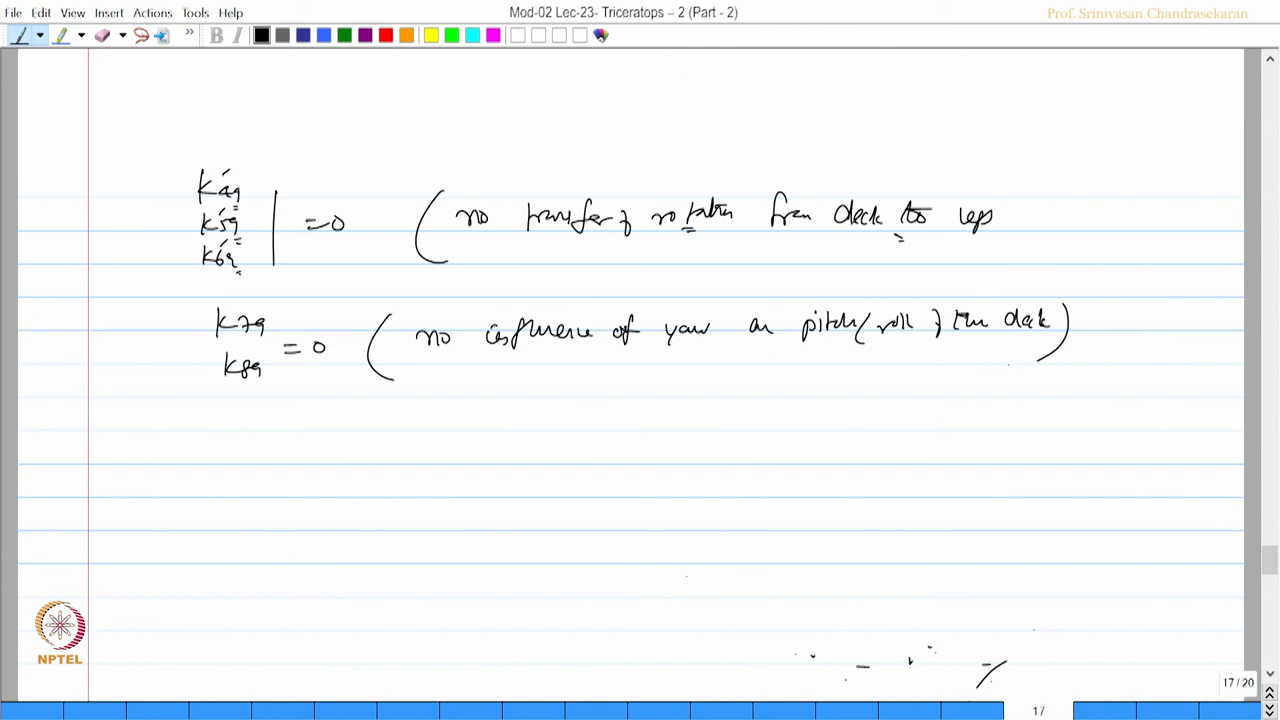 File Edit View Insert Actions Tools Help
Mod-02 Lec-23- Triceratops – 2 (Part - 2)
Prof. Srinivasan Chandrasekaran
B I
K49
K59 =0 ( no transfer of rotation from deck to legs
K69
K79
= 0 ( no influence of yaw on pitch/roll of the deck )
K89
NPTEL
17 / 20
17